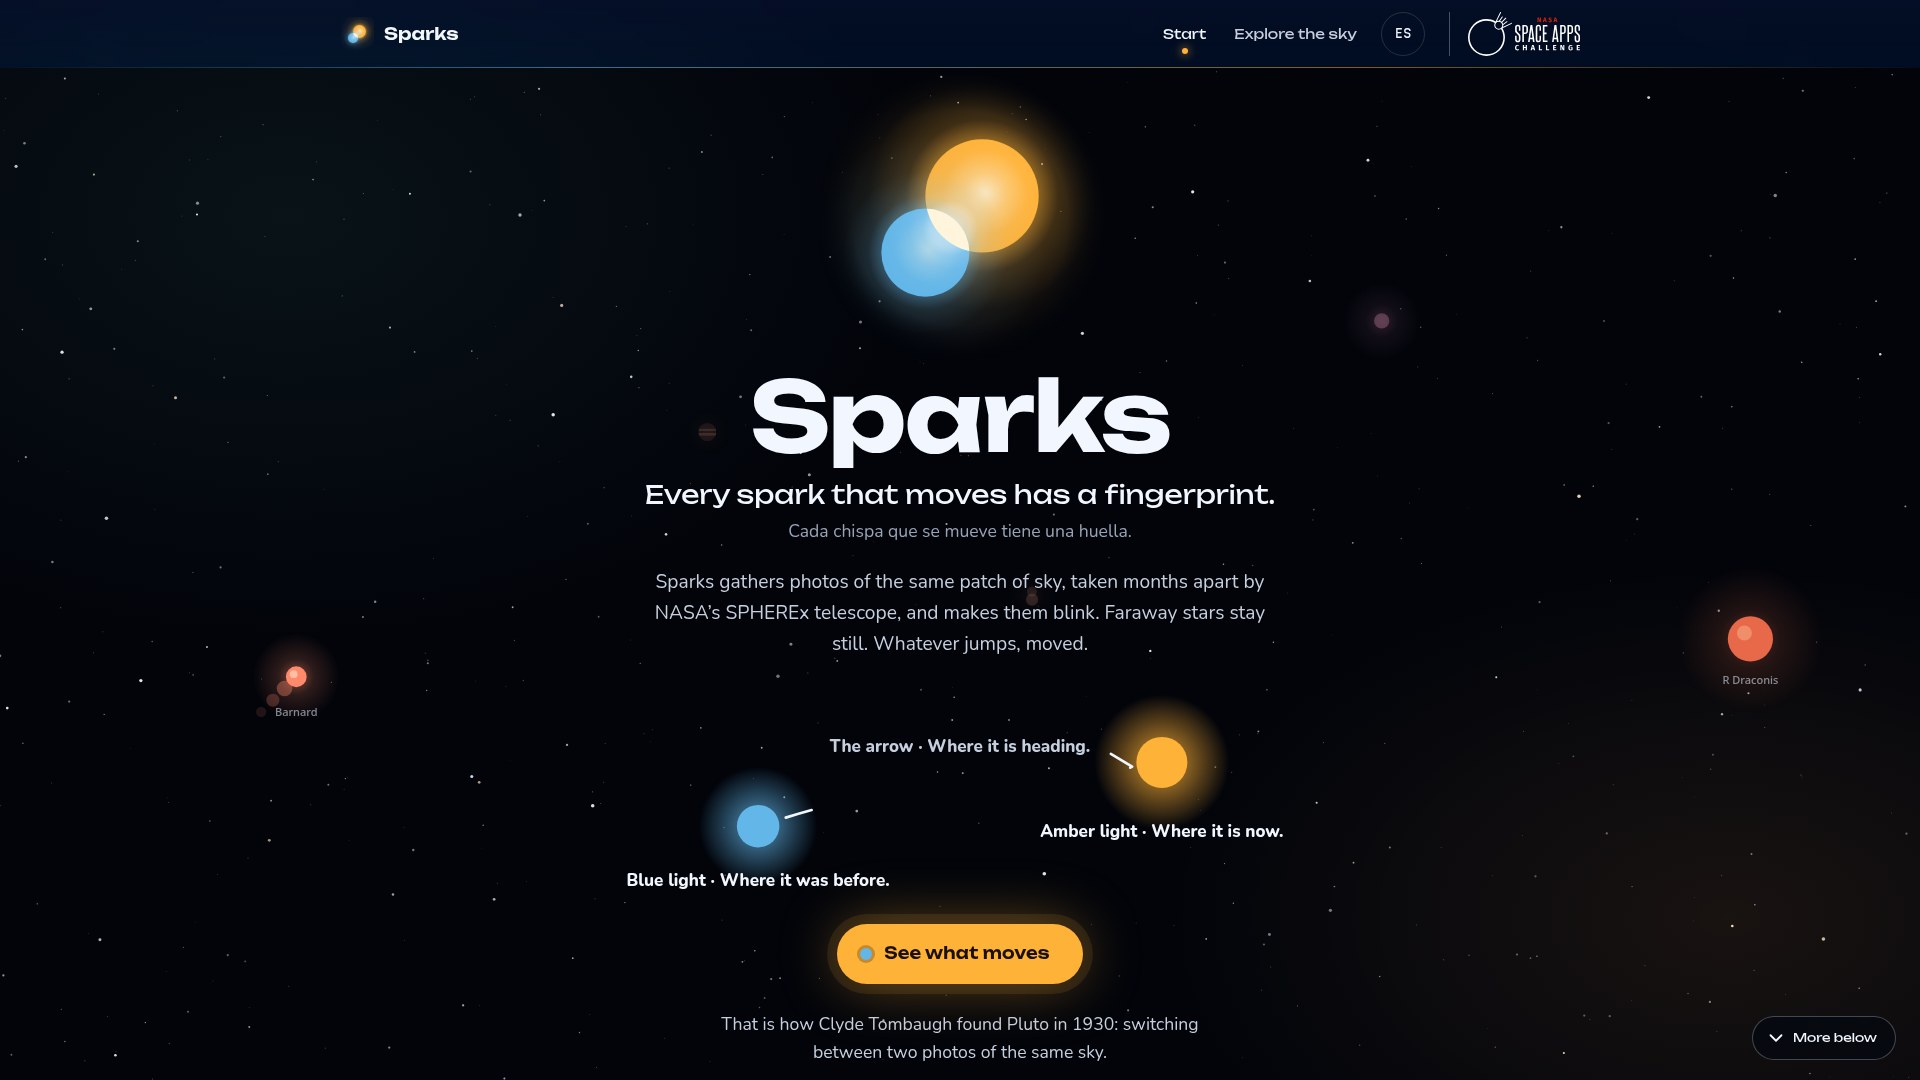 Sparks
Start
Explore the sky
ES
NASA
SPACE APPS
CHALLENGE
Sparks
Every spark that moves has a fingerprint.
Cada chispa que se mueve tiene una huella.
Sparks gathers photos of the same patch of sky, taken months apart by
NASA’s SPHEREx telescope, and makes them blink. Faraway stars stay
still. Whatever jumps, moved.
Barnard
R Draconis
The arrow · Where it is heading.
Amber light · Where it is now.
Blue light · Where it was before.
See what moves
That is how Clyde Tombaugh found Pluto in 1930: switching
between two photos of the same sky.
More below